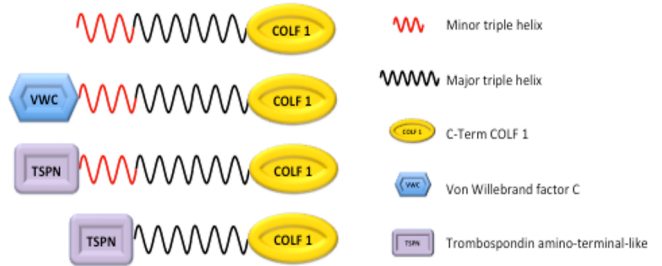 COLF 1
Minor triple helix
VWC
COLF 1
Major triple helix
COLF 1
C-Term COLF 1
TSPN
COLF 1
VWC
Von Willebrand factor C
TSPN
COLF 1
TSPN
Trombospondin amino-terminal-like